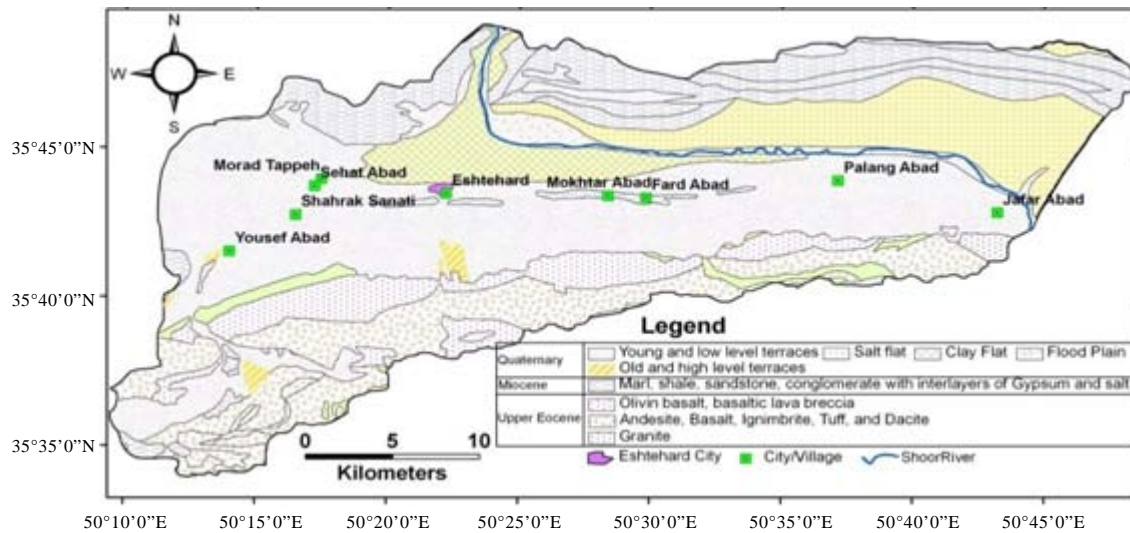 N
W E
S
35°45’0”N
35°40’0”N
35°35’0”N
Morad Tappeh
Sehat Abad
Shahrak Sanati
Yousef Abad
Eshtehard
Mokhtar Abad
Fard Abad
Palang Abad
Jafar Abad
Legend
Quaternary
Young and low level terraces Salt flat Clay Flat Flood Plain
Old and high level terraces
Miocene
Marl, shale, sandstone, conglomerate with interlayers of Gypsum and salt
Upper Eocene
Olivin basalt, basaltic lava breccia
Andesite, Basalt, Ignimbrite, Tuff, and Dacite
Granite
Eshtehard City City/Village ShoorRiver
0 5 10
Kilometers
50°10’0”E 50°15’0”E 50°20’0”E 50°25’0”E 50°30’0”E 50°35’0”E 50°40’0”E 50°45’0”E